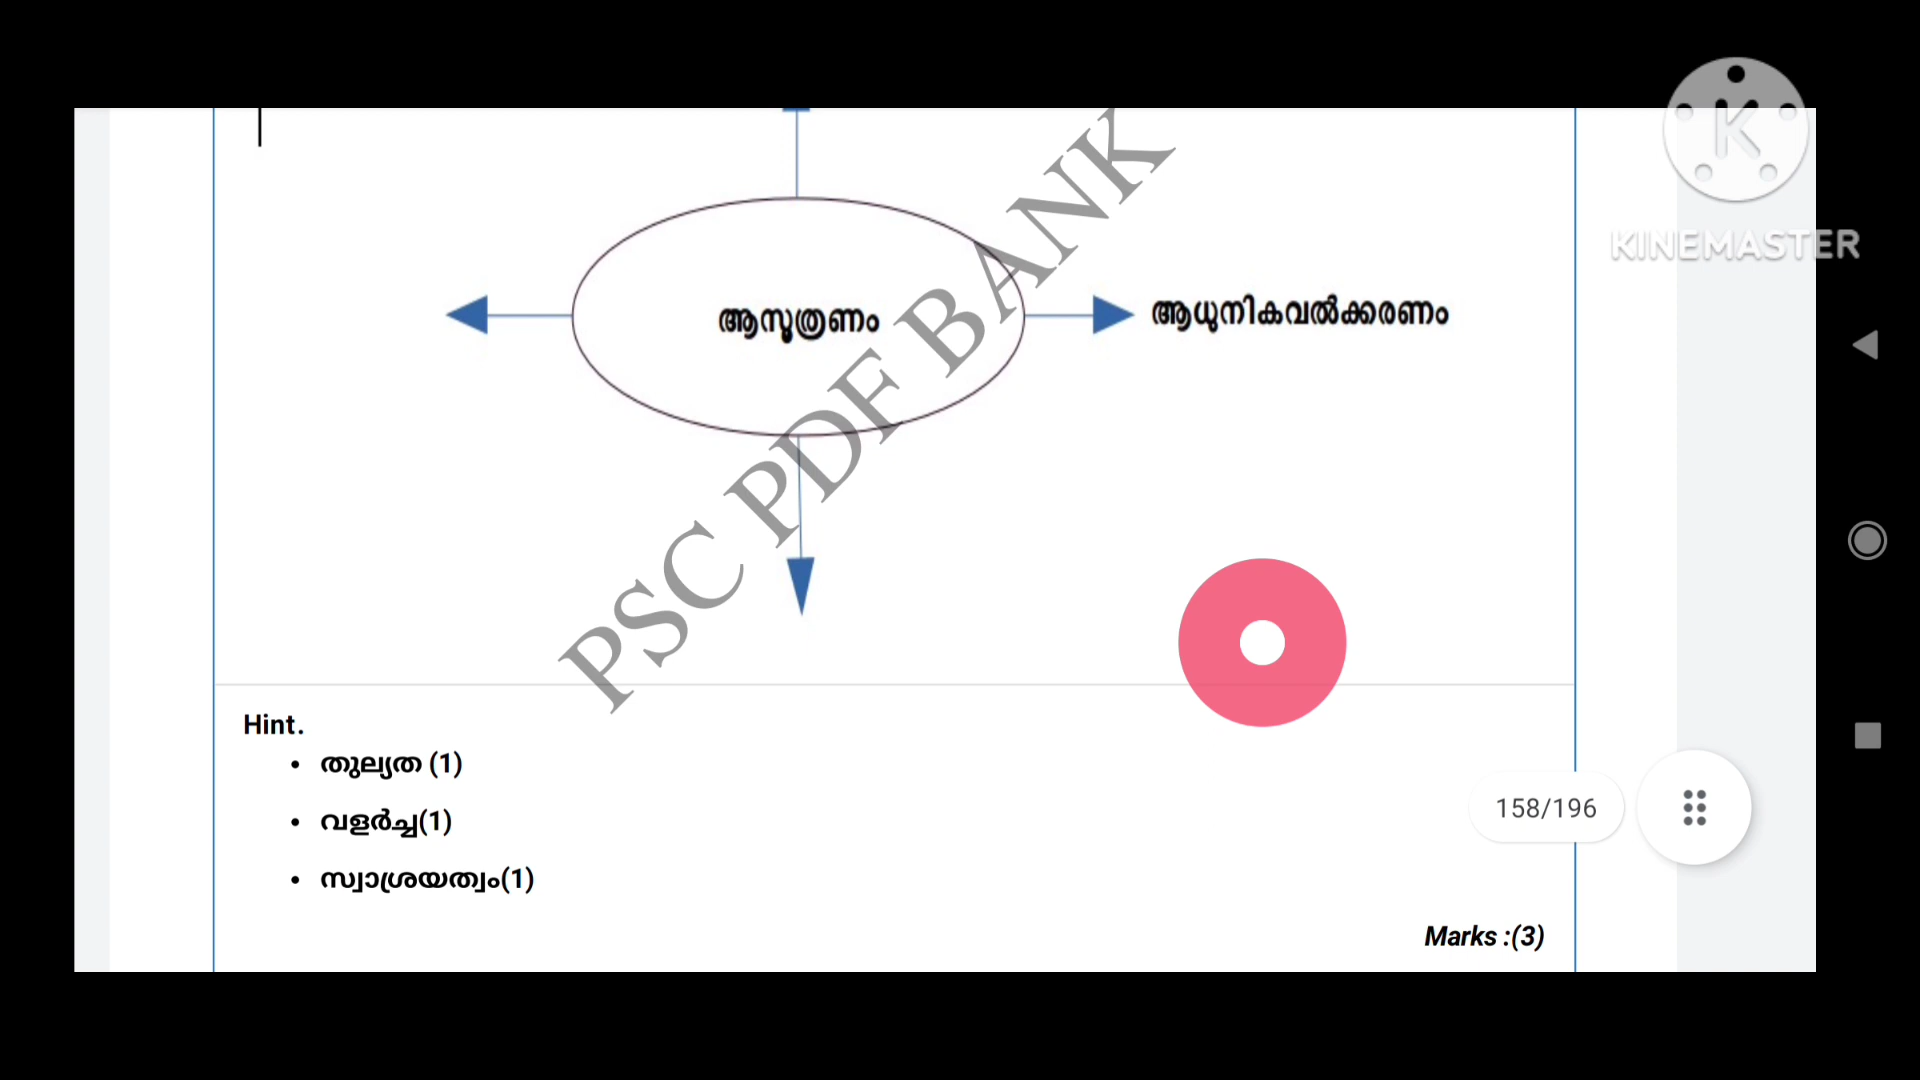 KINEMASTER
ആസൂത്രണം
ആധുനികവൽക്കരണം
PSC PDF BANK
Hint.
• തുല്യത (1)
• വളർച്ച(1)
• സ്വാശ്രയത്വം(1)
158/196
Marks :(3)